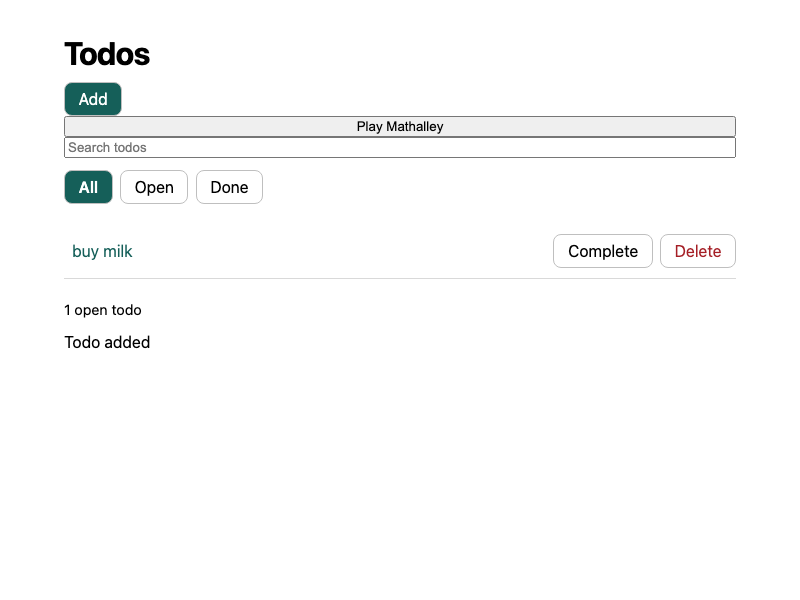 Todos
Add
Play Mathalley
Search todos
All Open Done
buy milk Complete Delete
1 open todo
Todo added